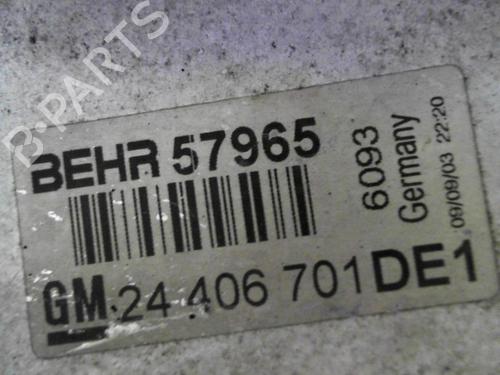 B-PARTS
BEHR 57965
6093
Germany
09/09/03 22:20
GM 24 406 701 DE1